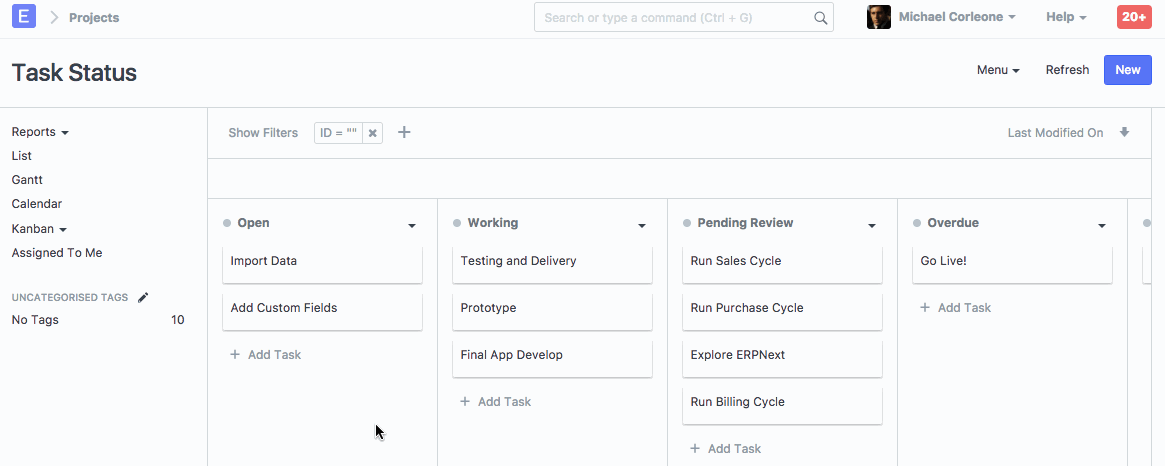 E Projects Search or type a command (Ctrl + G) Michael Corleone Help 20+
Task Status Menu Refresh New
Reports
List
Gantt
Calendar
Kanban
Assigned To Me
UNCATEGORISED TAGS
No Tags 10
Show Filters ID = "" Last Modified On
Open
Import Data
Add Custom Fields
Add Task
Working
Testing and Delivery
Prototype
Final App Develop
Add Task
Pending Review
Run Sales Cycle
Run Purchase Cycle
Explore ERPNext
Run Billing Cycle
Add Task
Overdue
Go Live!
Add Task